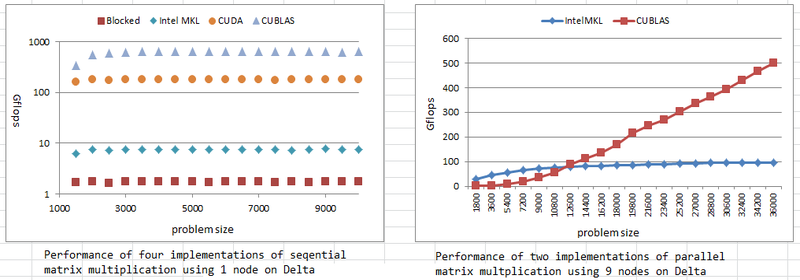 Blocked Intel MKL CUDA CUBLAS
1000
100
10
1
Gflops
1000 3000 5000 7000 9000
problem size
Performance of four implementations of seqential
matrix multiplication using 1 node on Delta
IntelMKL CUBLAS
600
500
400
300
200
100
0
Gflops
1800 3600 5400 7200 9000 10800 12600 14400 16200 18000 19800 21600 23400 25200 27000 28800 30600 32400 34200 36000
problem size
Performance of two implementations of parallel
matrix multplication using 9 nodes on Delta